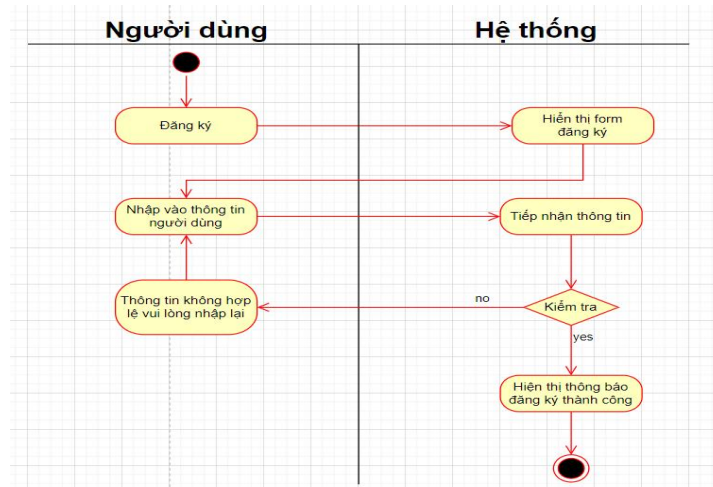 Người dùng
Hệ thống
Đăng ký
Hiển thị form
đăng ký
Nhập vào thông tin
người dùng
Tiếp nhận thông tin
Thông tin không hợp
lệ vui lòng nhập lại
no
Kiểm tra
yes
Hiện thị thông báo
đăng ký thành công